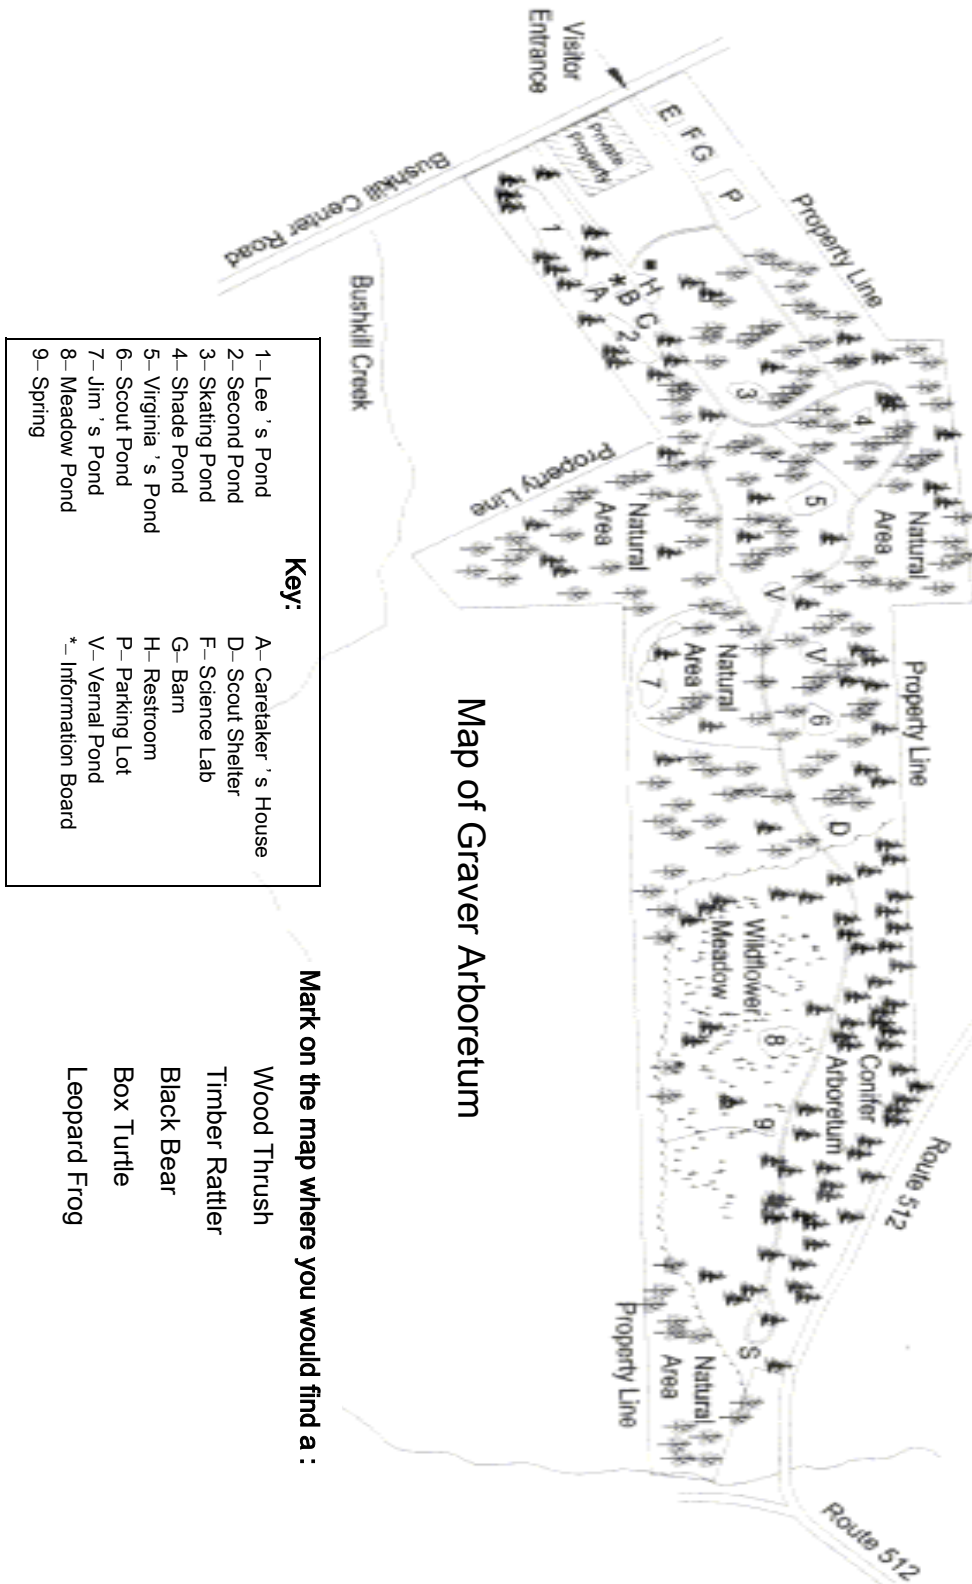 Visitor
Entrance
Bushkill Center Road
Private
Property
E
F
G
P
Property Line
1
H
*
B
A
C
2
3
4
5
Natural
Area
Property Line
Natural
Area
Bushkill Creek
V
V
6
Natural
Area
7
Property Line
D
Wildflower
Meadow
8
9
Conifer
Arboretum
Route 512
S
Natural
Area
Property Line
Route 512
Map of Graver Arboretum
Key:
1– Lee ’ s Pond
2– Second Pond
3– Skating Pond
4– Shade Pond
5– Virginia ’ s Pond
6– Scout Pond
7– Jim ’ s Pond
8– Meadow Pond
9– Spring
A– Caretaker ’ s House
D– Scout Shelter
F– Science Lab
G– Barn
H– Restroom
P– Parking Lot
V– Vernal Pond
*– Information Board
Mark on the map where you would find a :
Wood Thrush
Timber Rattler
Black Bear
Box Turtle
Leopard Frog